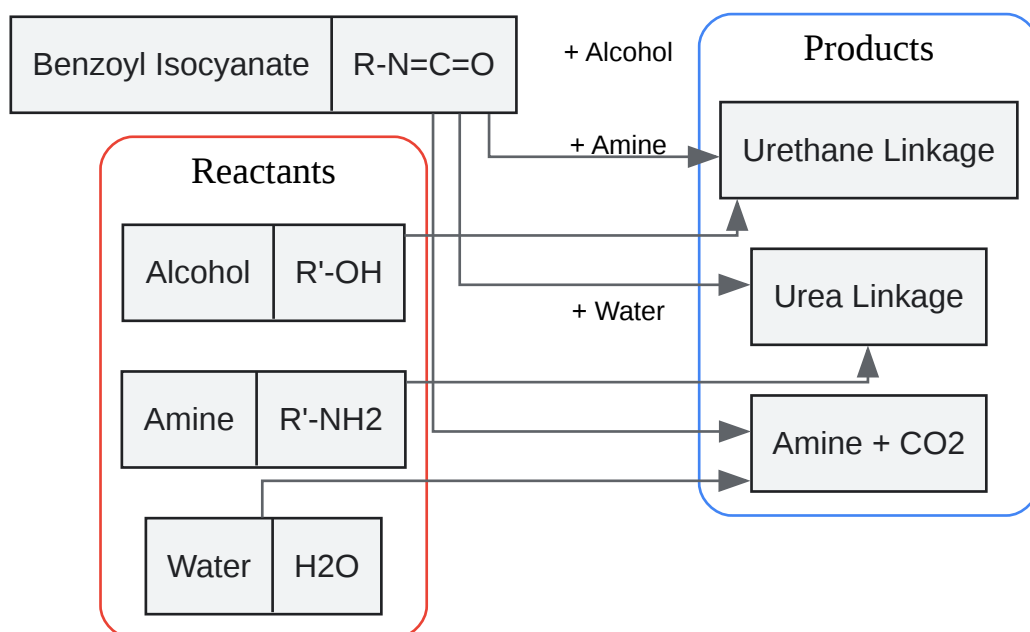 Benzoyl Isocyanate R-N=C=O
+ Alcohol
Products
+ Amine
Urethane Linkage
Reactants
Alcohol R'-OH
Urea Linkage
+ Water
Amine R'-NH2
Amine + CO2
Water H2O